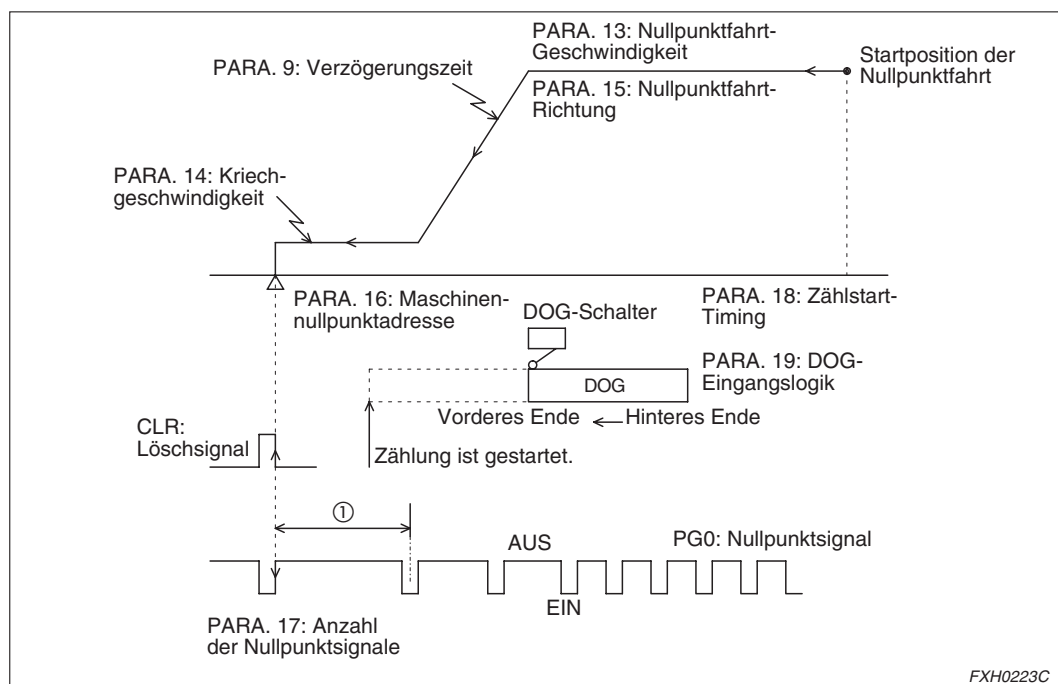 PARA. 13: Nullpunktfahrt-
Geschwindigkeit
Startposition der
Nullpunktfahrt
PARA. 9: Verzögerungszeit
PARA. 15: Nullpunktfahrt-
Richtung
PARA. 14: Kriech-
geschwindigkeit
PARA. 16: Maschinen-
nullpunktadresse
PARA. 18: Zählstart-
Timing
DOG-Schalter
PARA. 19: DOG-
Eingangslogik
DOG
Vorderes Ende
Hinteres Ende
CLR:
Löschsignal
Zählung ist gestartet.
①
AUS
PG0: Nullpunktsignal
EIN
PARA. 17: Anzahl
der Nullpunktsignale
FXH0223C